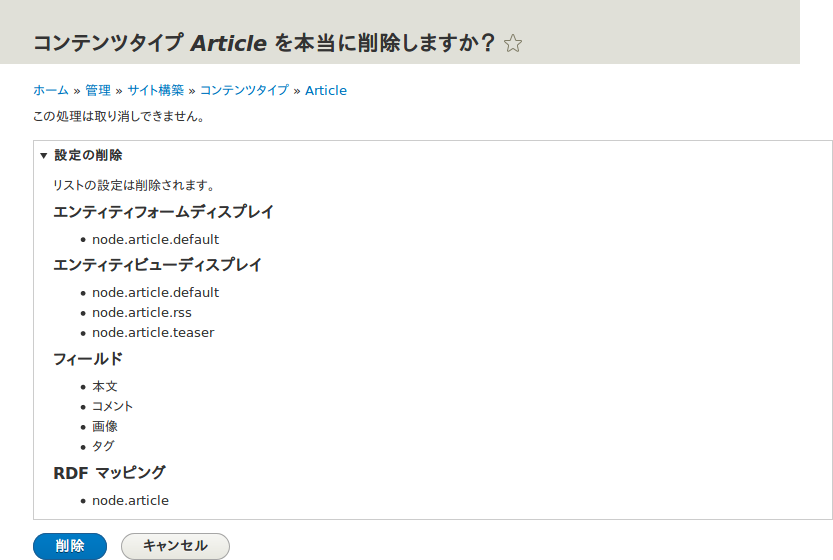 コンテンツタイプ Article を本当に削除しますか?
ホーム » 管理 » サイト構築 » コンテンツタイプ » Article
この処理は取り消しできません。
設定の削除
リストの設定は削除されます。
エンティティフォームディスプレイ
node.article.default
エンティティビューディスプレイ
node.article.default
node.article.rss
node.article.teaser
フィールド
本文
コメント
画像
タグ
RDF マッピング
node.article
削除 キャンセル